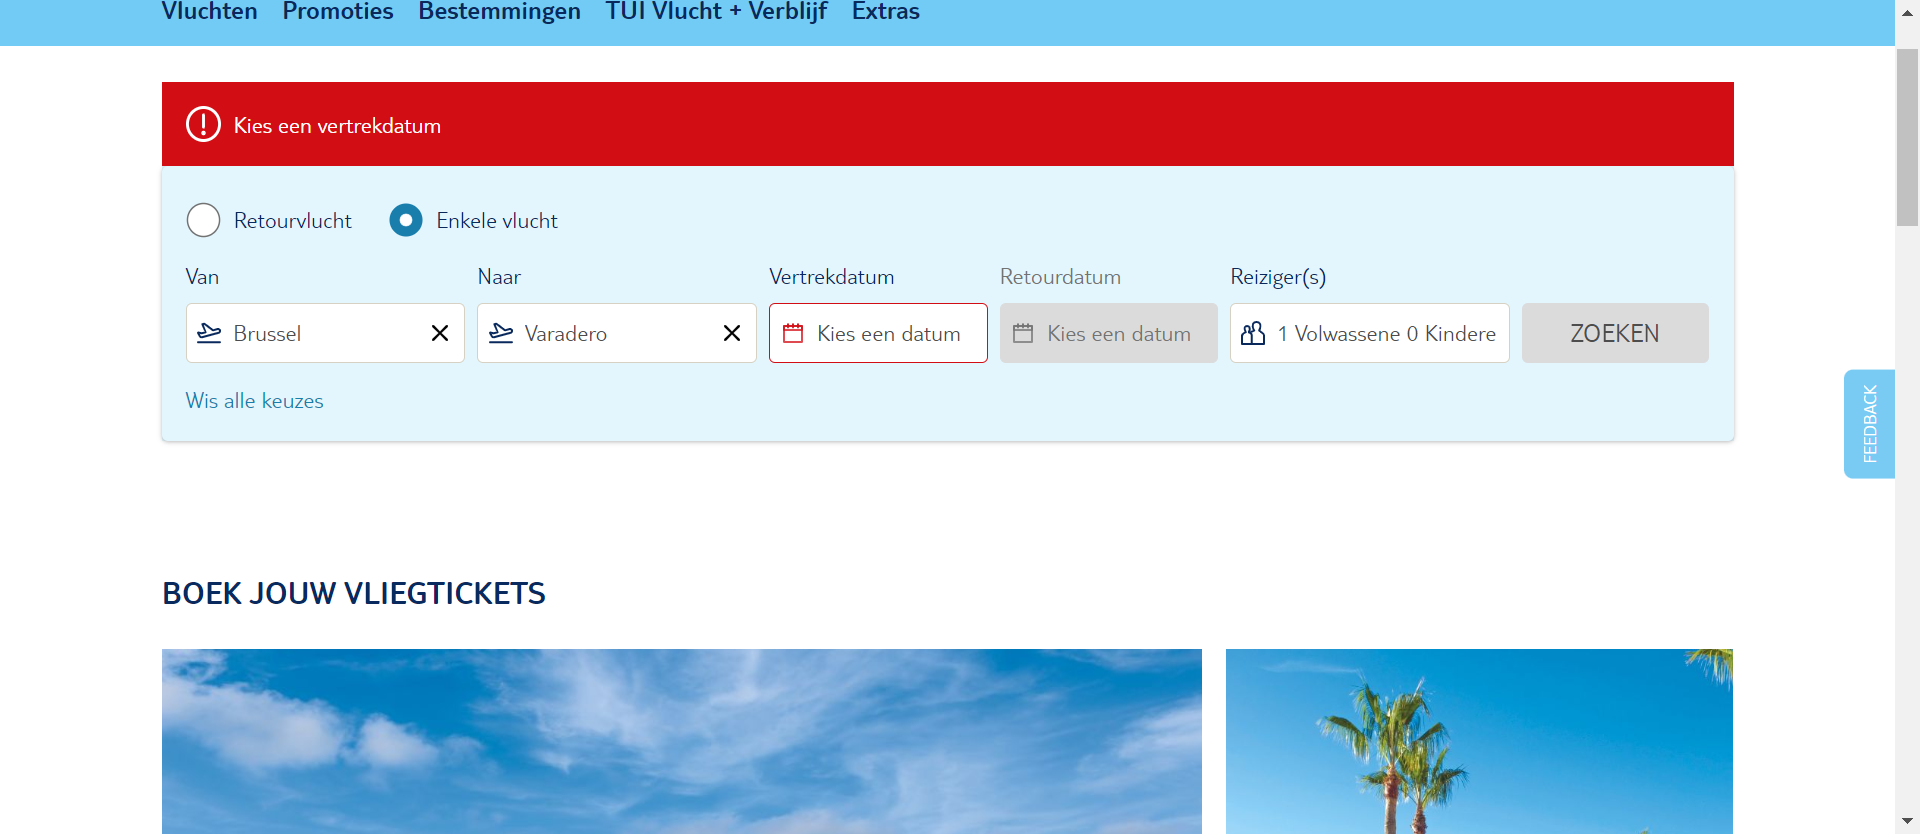 Vluchten Promoties Bestemmingen TUI Vlucht + Verblijf Extras
Kies een vertrekdatum
Retourvlucht Enkele vlucht
Van Naar Vertrekdatum Retourdatum Reiziger(s)
Brussel Varadero Kies een datum Kies een datum 1 Volwassene 0 Kindere ZOEKEN
Wis alle keuzes
FEEDBACK
BOEK JOUW VLIEGTICKETS